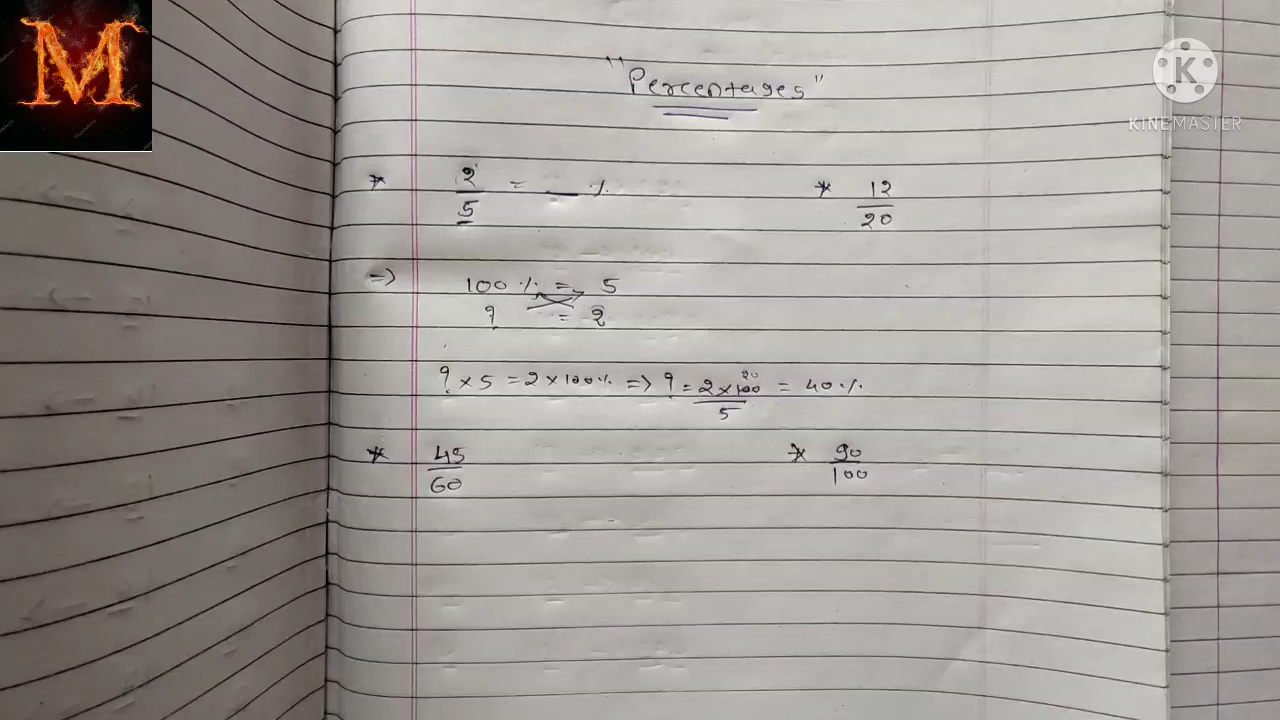 M
K
KINEMASTER
"Percentages"
* 2/5 = __ %
* 12/20
=> 100 % = 5
? = 2
? × 5 = 2 × 100% => ? = 2 × 100/5 = 40 %
20
* 45/60
* 90/100